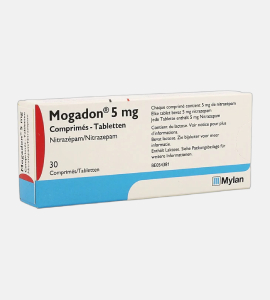 Mogadon® 5 mg
Comprimés - Tabletten
Nitrazépam/Nitrazepam
30
Comprimés/Tabletten
Chaque comprimé contient 5 mg de nitrazépam.
Elke tablet bevat 5 mg nitrazepam.
Jede Tablette enthält 5 mg Nitrazepam
Contient du lactose. Voir notice pour plus
d'informations.
Bevat lactose. Zie bijsluiter voor meer
informatie.
Enthält Laktose. Siehe Packungsbeilage für
weitere Informationen
Mylan